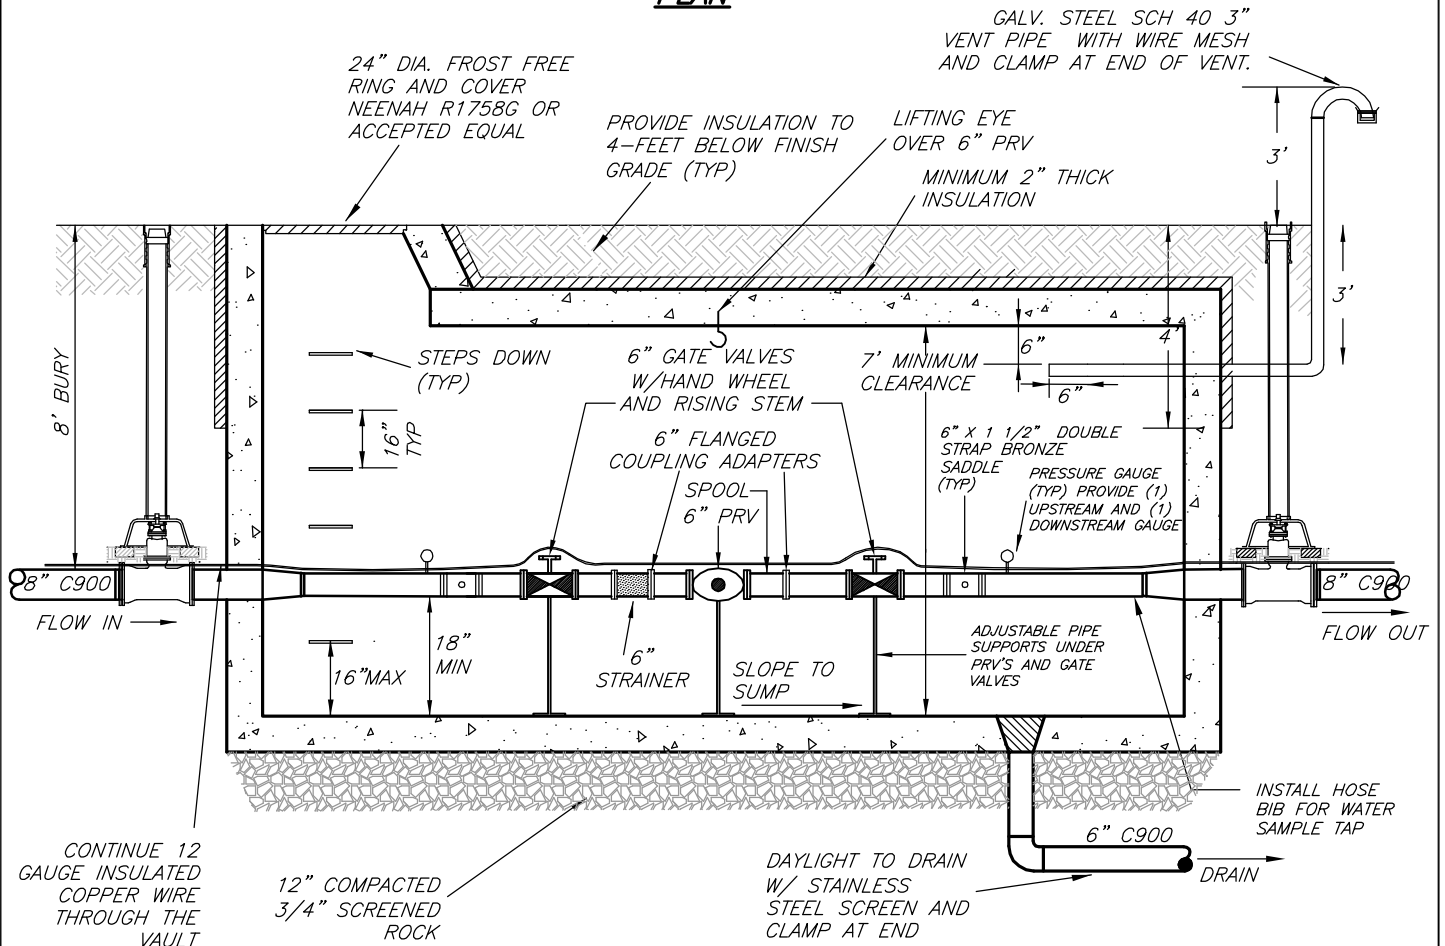 PLAN
GALV. STEEL SCH 40 3"
VENT PIPE WITH WIRE MESH
AND CLAMP AT END OF VENT.
24" DIA. FROST FREE
RING AND COVER
NEENAH R1758G OR
ACCEPTED EQUAL
PROVIDE INSULATION TO
4-FEET BELOW FINISH
GRADE (TYP)
LIFTING EYE
OVER 6" PRV
MINIMUM 2" THICK
INSULATION
3'
3'
4'
8' BURY
STEPS DOWN
(TYP)
16"
TYP
6" GATE VALVES
W/HAND WHEEL
AND RISING STEM
7' MINIMUM
CLEARANCE
6"
6"
6" FLANGED
COUPLING ADAPTERS
SPOOL
6" PRV
6" X 1 1/2" DOUBLE
STRAP BRONZE
SADDLE
(TYP)
PRESSURE GAUGE
(TYP) PROVIDE (1)
UPSTREAM AND (1)
DOWNSTREAM GAUGE
8" C900
FLOW IN
8" C900
FLOW OUT
16"MAX
18"
MIN
6"
STRAINER
SLOPE TO
SUMP
ADJUSTABLE PIPE
SUPPORTS UNDER
PRV'S AND GATE
VALVES
INSTALL HOSE
BIB FOR WATER
SAMPLE TAP
6" C900
DRAIN
CONTINUE 12
GAUGE INSULATED
COPPER WIRE
THROUGH THE
VAULT
12" COMPACTED
3/4" SCREENED
ROCK
DAYLIGHT TO DRAIN
W/ STAINLESS
STEEL SCREEN AND
CLAMP AT END